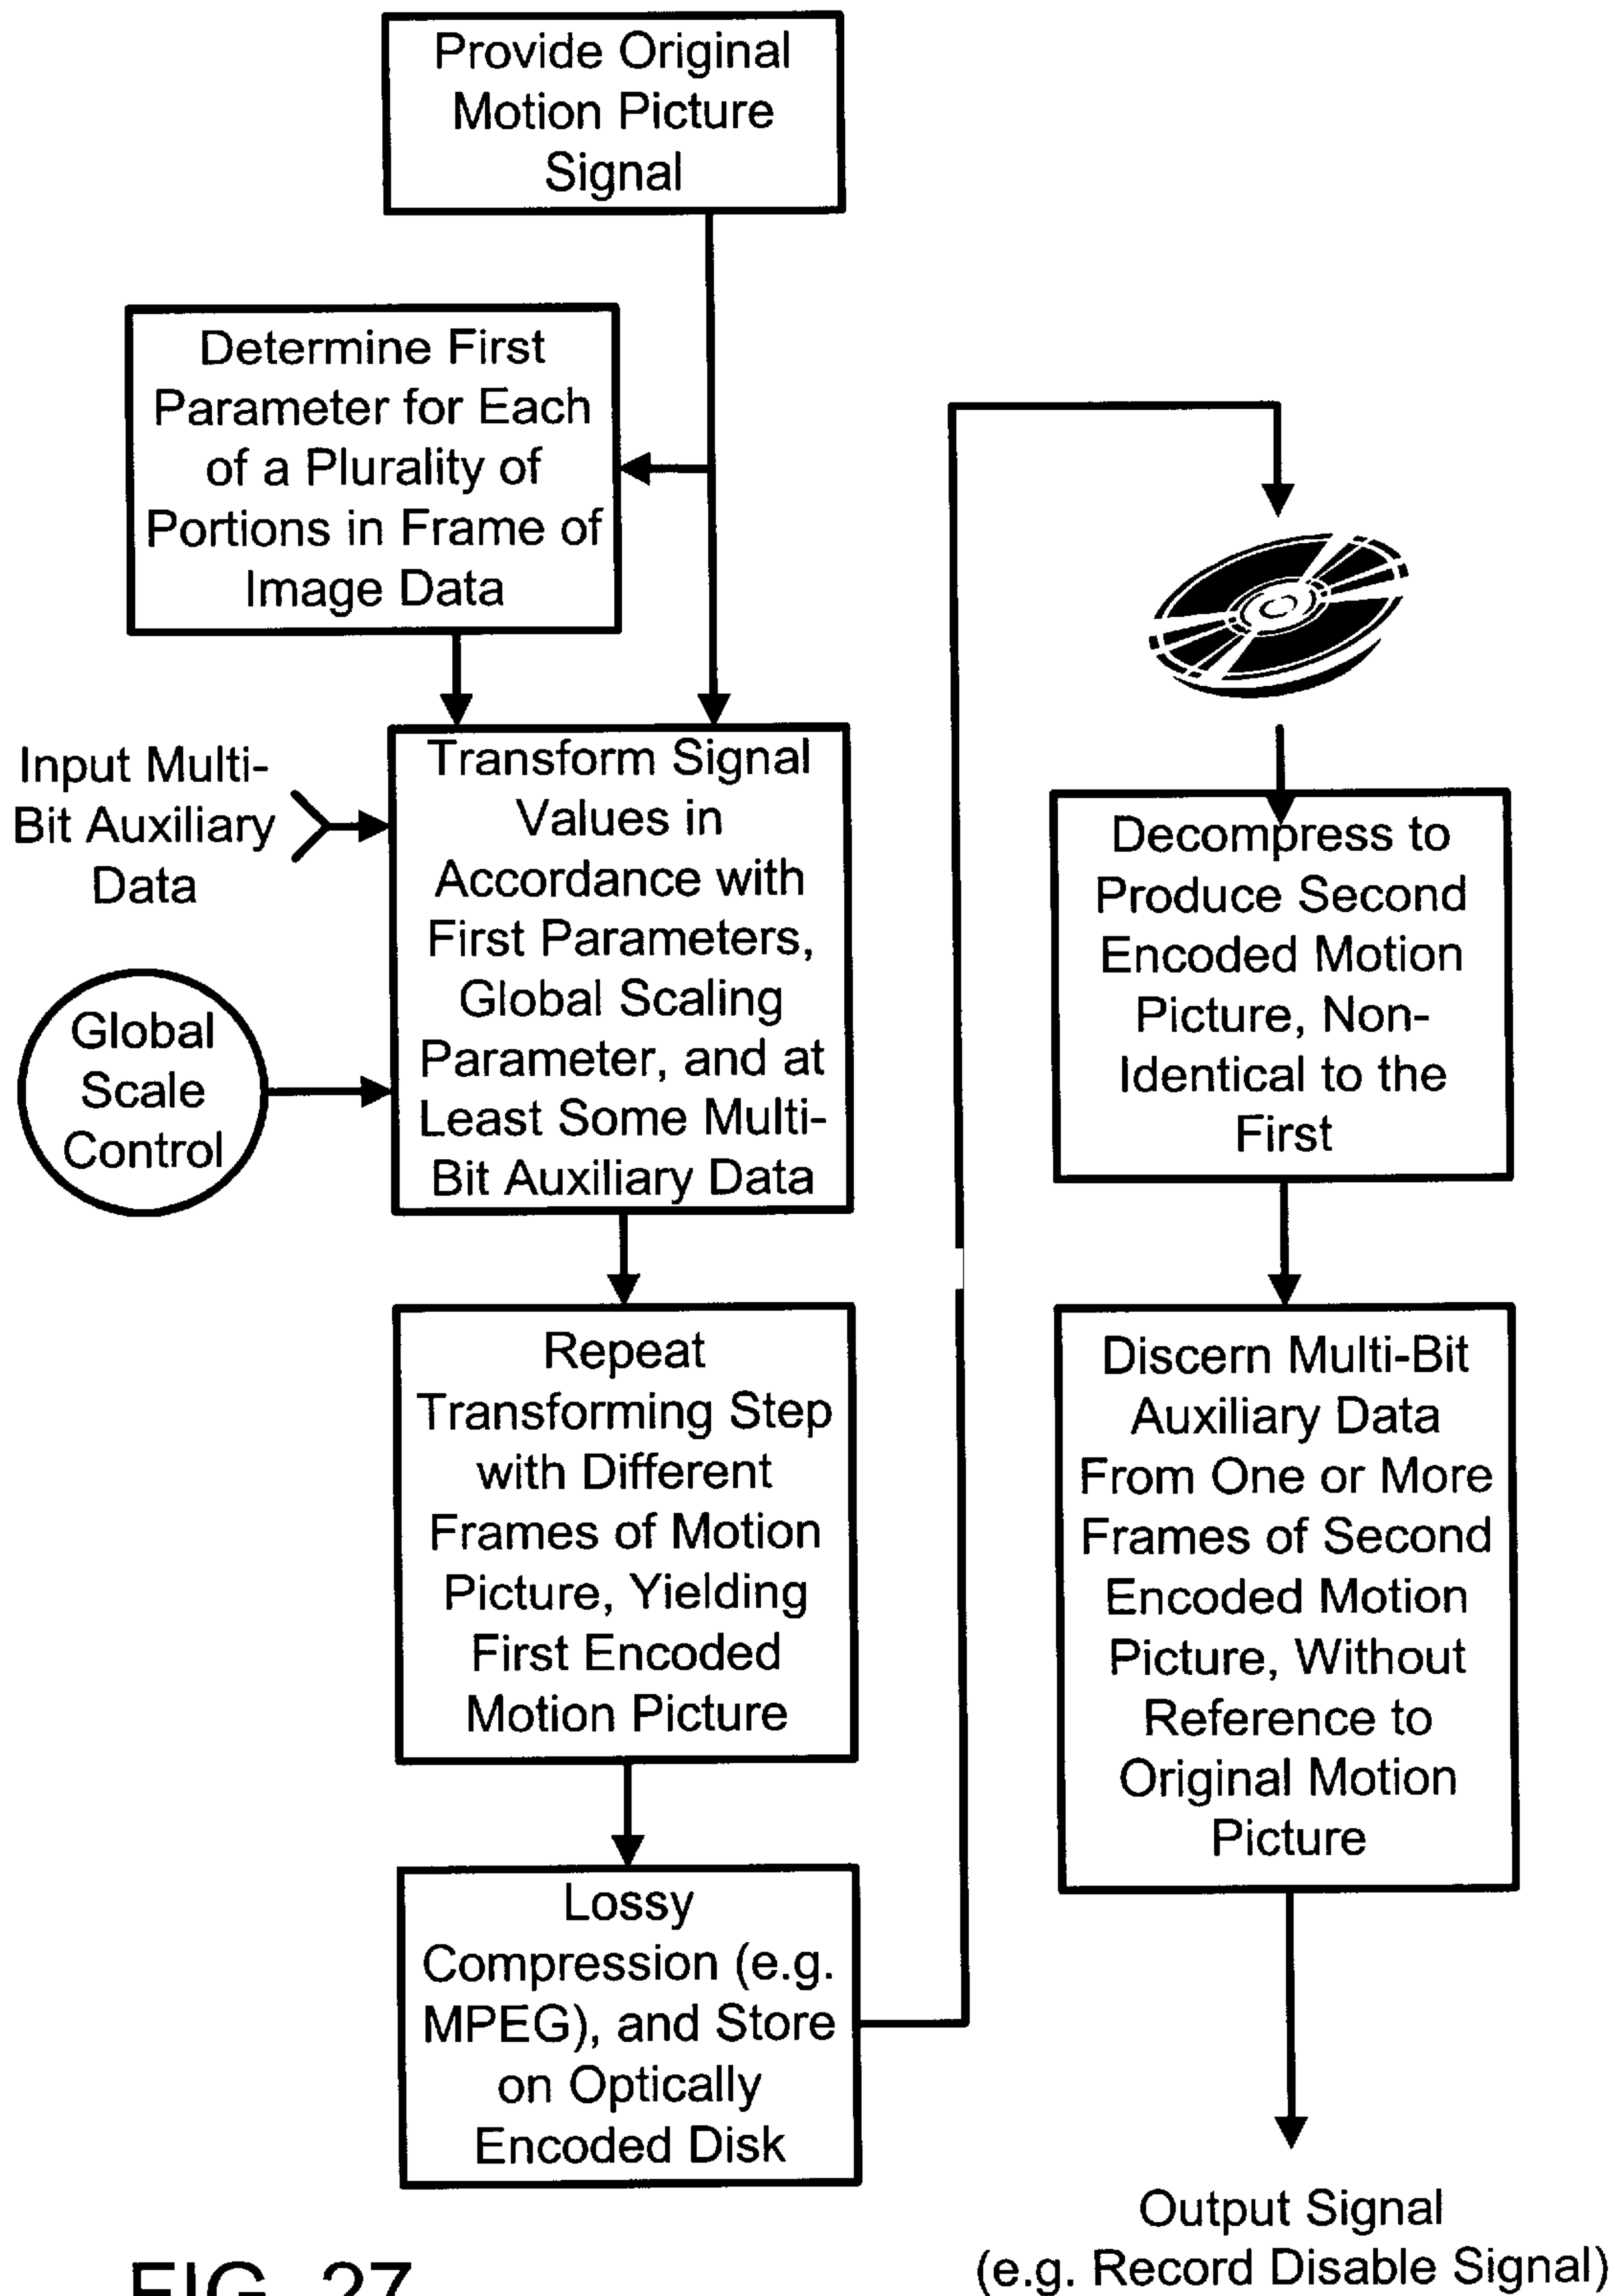 Provide Original
Motion Picture
Signal
Determine First
Parameter for Each
of a Plurality of
Portions in Frame of
Image Data
Input Multi-
Bit Auxiliary
Data
Global
Scale
Control
Transform Signal
Values in
Accordance with
First Parameters,
Global Scaling
Parameter, and at
Least Some Multi-
Bit Auxiliary Data
Repeat
Transforming Step
with Different
Frames of Motion
Picture, Yielding
First Encoded
Motion Picture
Lossy
Compression (e.g.
MPEG), and Store
on Optically
Encoded Disk
Decompress to
Produce Second
Encoded Motion
Picture, Non-
Identical to the
First
Discern Multi-Bit
Auxiliary Data
From One or More
Frames of Second
Encoded Motion
Picture, Without
Reference to
Original Motion
Picture
Output Signal
(e.g. Record Disable Signal)
FIG. 27